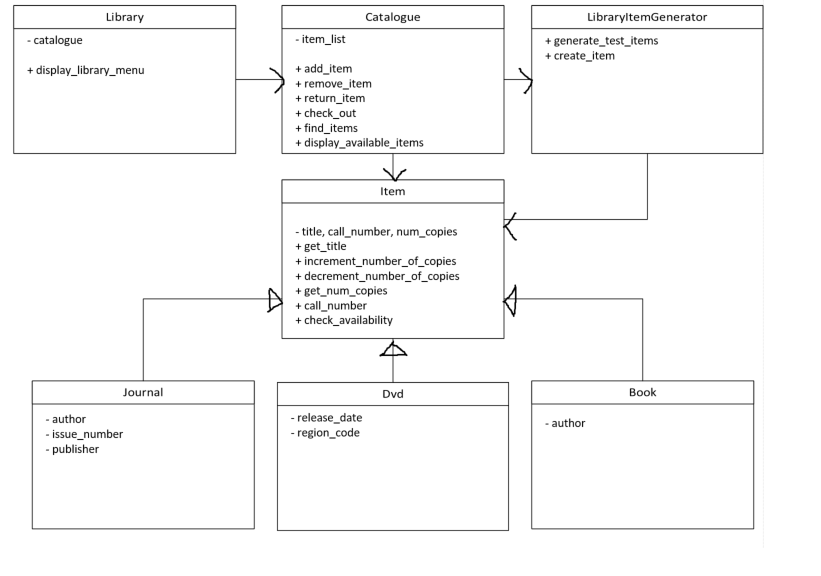 Library
- catalogue
+ display_library_menu
Catalogue
- item_list
+ add_item
+ remove_item
+ return_item
+ check_out
+ find_items
+ display_available_items
LibraryItemGenerator
+ generate_test_items
+ create_item
Item
- title, call_number, num_copies
+ get_title
+ increment_number_of_copies
+ decrement_number_of_copies
+ get_num_copies
+ call_number
+ check_availability
Journal
- author
- issue_number
- publisher
Dvd
- release_date
- region_code
Book
- author